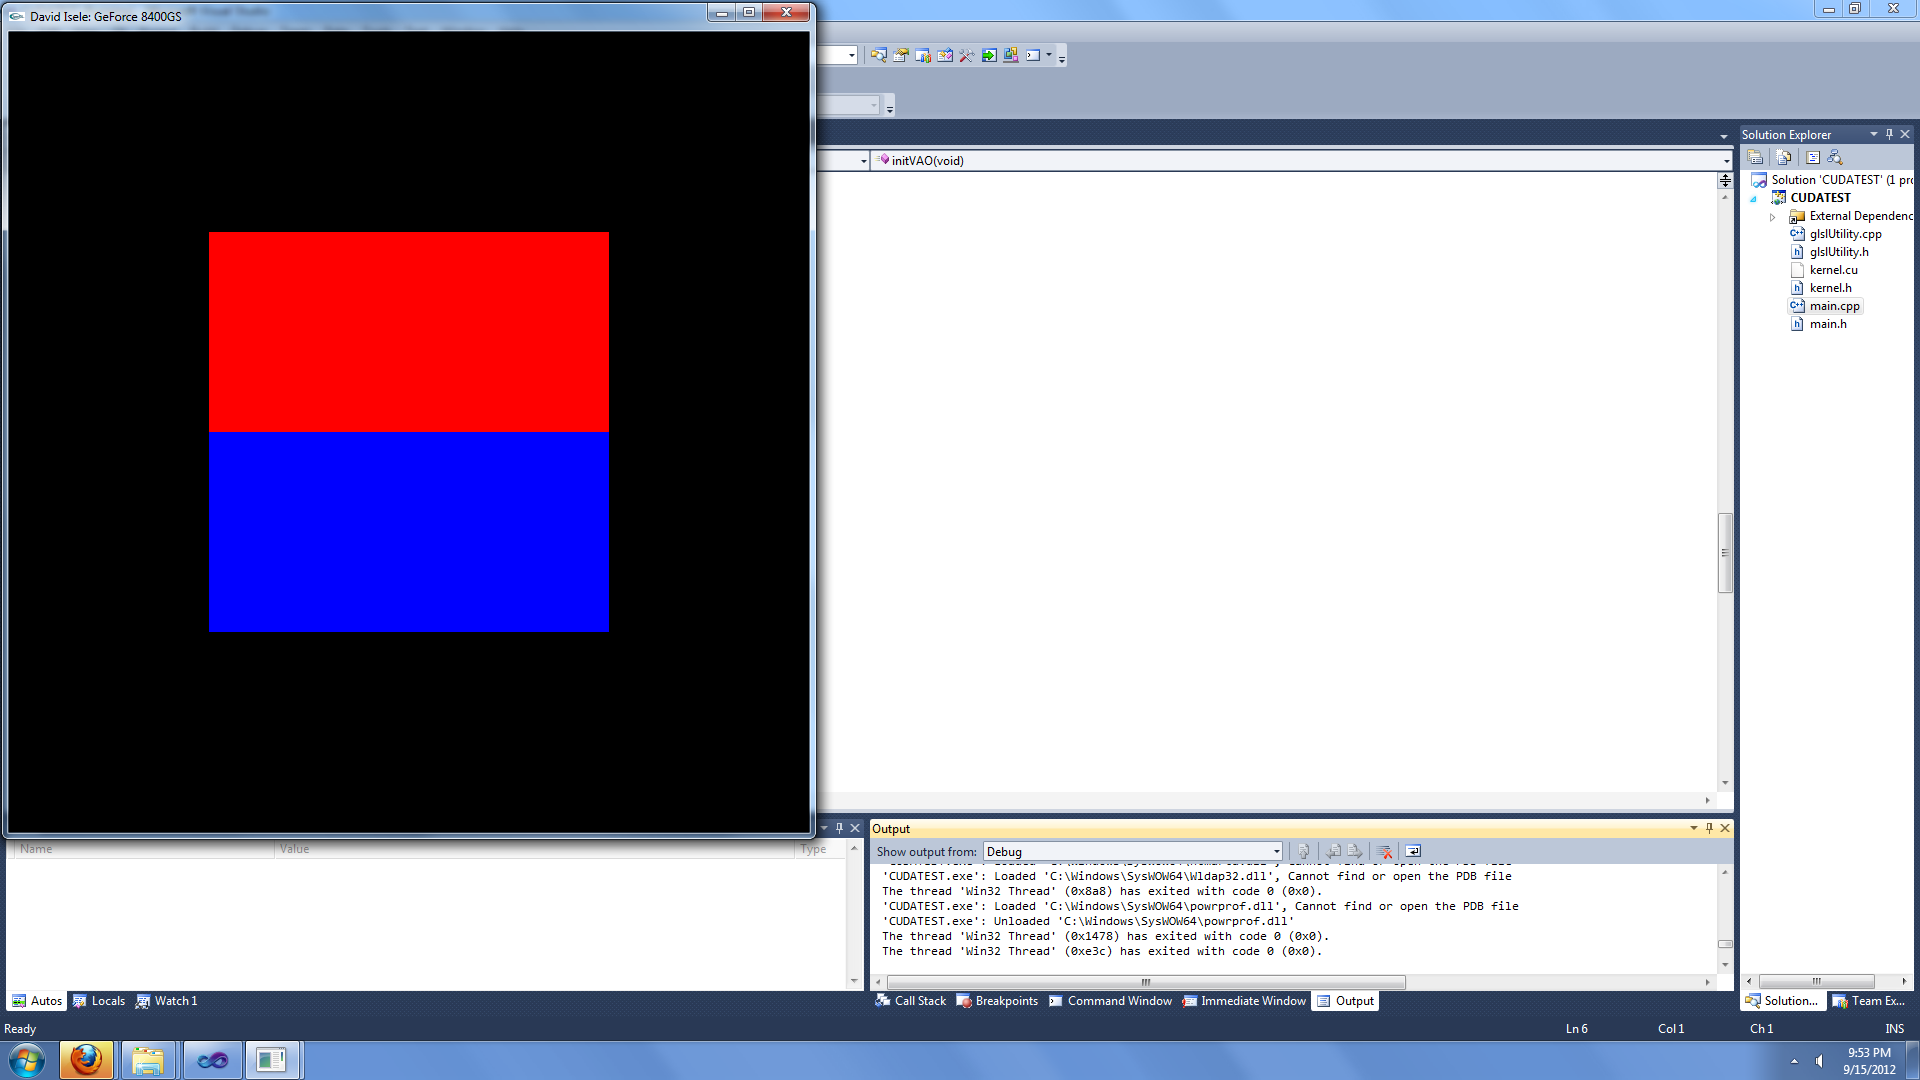 David Isele: GeForce 8400GS
initVAO(void)
Solution Explorer
Solution 'CUDATEST' (1 pro
CUDATEST
External Dependenc
glslUtility.cpp
glslUtility.h
kernel.cu
kernel.h
main.cpp
main.h
Name Value Type
Output
Show output from: Debug
'CUDATEST.exe': Loaded 'C:\Windows\SysWOW64\Wldap32.dll', Cannot find or open the PDB file
The thread 'Win32 Thread' (0x8a8) has exited with code 0 (0x0).
'CUDATEST.exe': Loaded 'C:\Windows\SysWOW64\powrprof.dll', Cannot find or open the PDB file
'CUDATEST.exe': Unloaded 'C:\Windows\SysWOW64\powrprof.dll'
The thread 'Win32 Thread' (0x1478) has exited with code 0 (0x0).
The thread 'Win32 Thread' (0xe3c) has exited with code 0 (0x0).
Autos Locals Watch 1
Call Stack Breakpoints Command Window Immediate Window Output
Solution... Team Ex...
Ready Ln 6 Col 1 Ch 1 INS
9:53 PM
9/15/2012